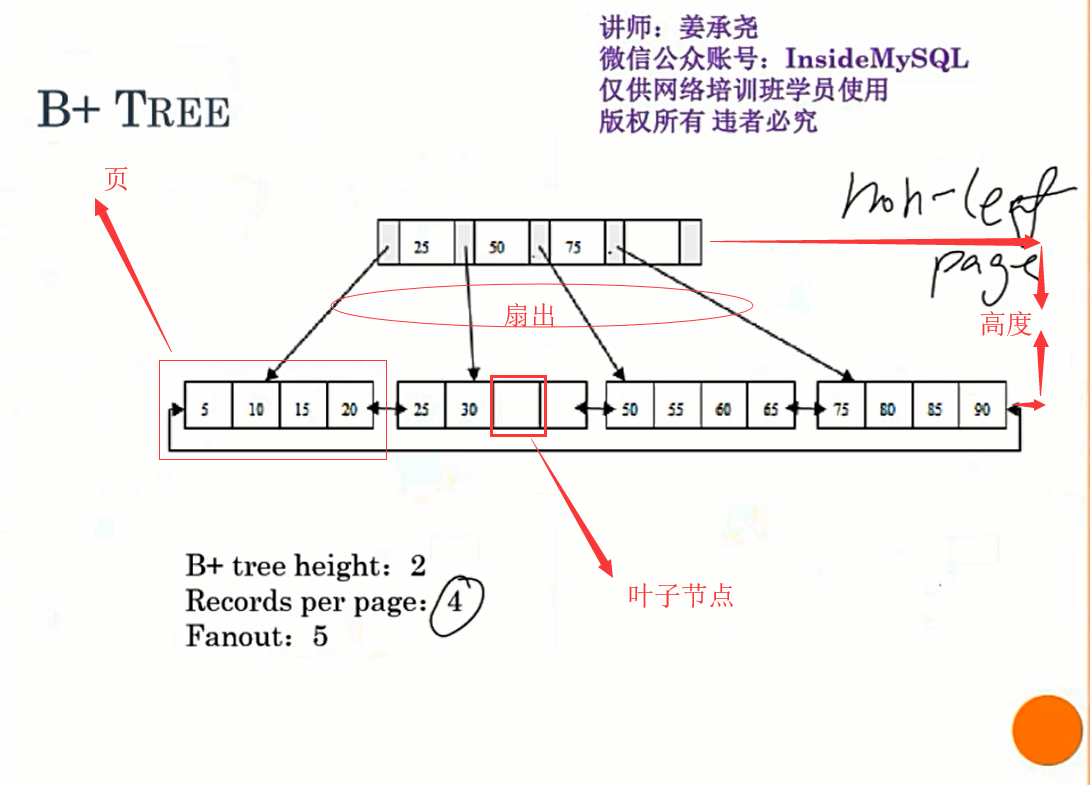 讲师：姜承尧
微信公众账号：InsideMySQL
仅供网络培训班学员使用
版权所有 违者必究
B+ TREE
页
non-leaf
page
25 50 75
扇出
高度
5 10 15 20 25 30 50 55 60 65 75 80 85 90
B+ tree height：2
Records per page：4
Fanout：5
叶子节点